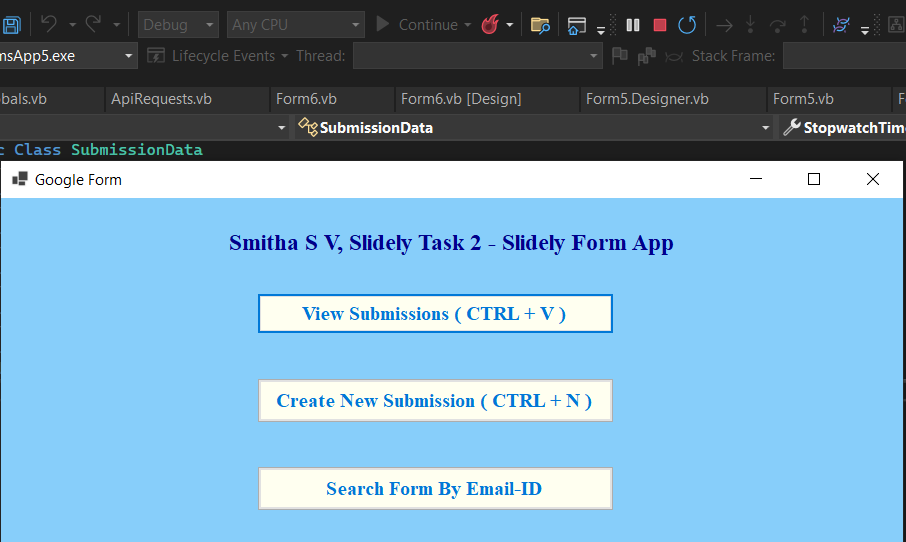 Debug Any CPU Continue
msApp5.exe Lifecycle Events Thread: Stack Frame:
bals.vb ApiRequests.vb Form6.vb Form6.vb [Design] Form5.Designer.vb Form5.vb F
SubmissionData StopwatchTime
c Class SubmissionData
Google Form
Smitha S V, Slidely Task 2 - Slidely Form App
View Submissions ( CTRL + V )
Create New Submission ( CTRL + N )
Search Form By Email-ID